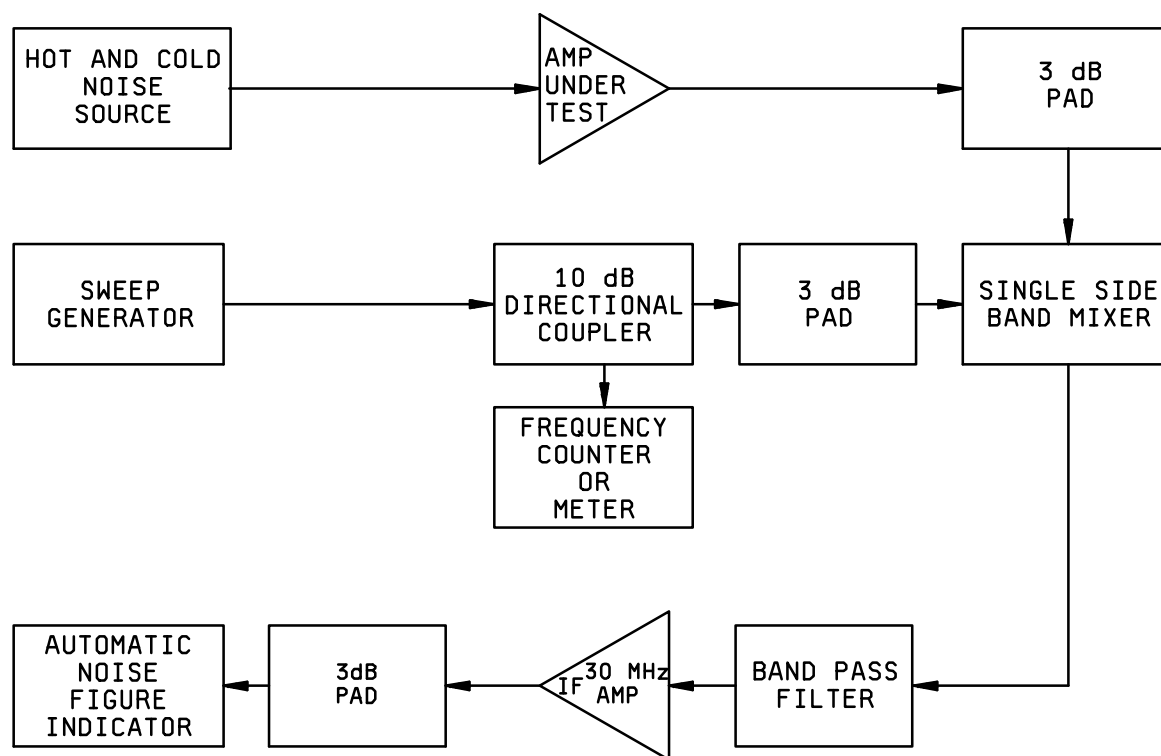 HOT AND COLD
NOISE
SOURCE
AMP
UNDER
TEST
3 dB
PAD
SWEEP
GENERATOR
10 dB
DIRECTIONAL
COUPLER
3 dB
PAD
SINGLE SIDE
BAND MIXER
FREQUENCY
COUNTER
OR
METER
AUTOMATIC
NOISE
FIGURE
INDICATOR
3dB
PAD
30 MHz
IF AMP
BAND PASS
FILTER